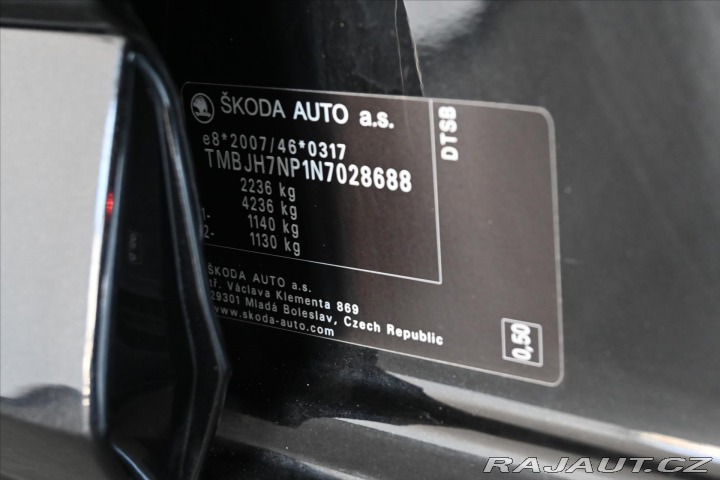 ŠKODA AUTO a.s.
e8*2007/46*0317
TMBJH7NP1N7028688
2236 kg
4236 kg
1- 1140 kg
2- 1130 kg
DTSB
ŠKODA AUTO a.s.
tř. Václava Klementa 869
29301 Mladá Boleslav, Czech Republic
www.skoda-auto.com
0,50
RAJAUT.CZ